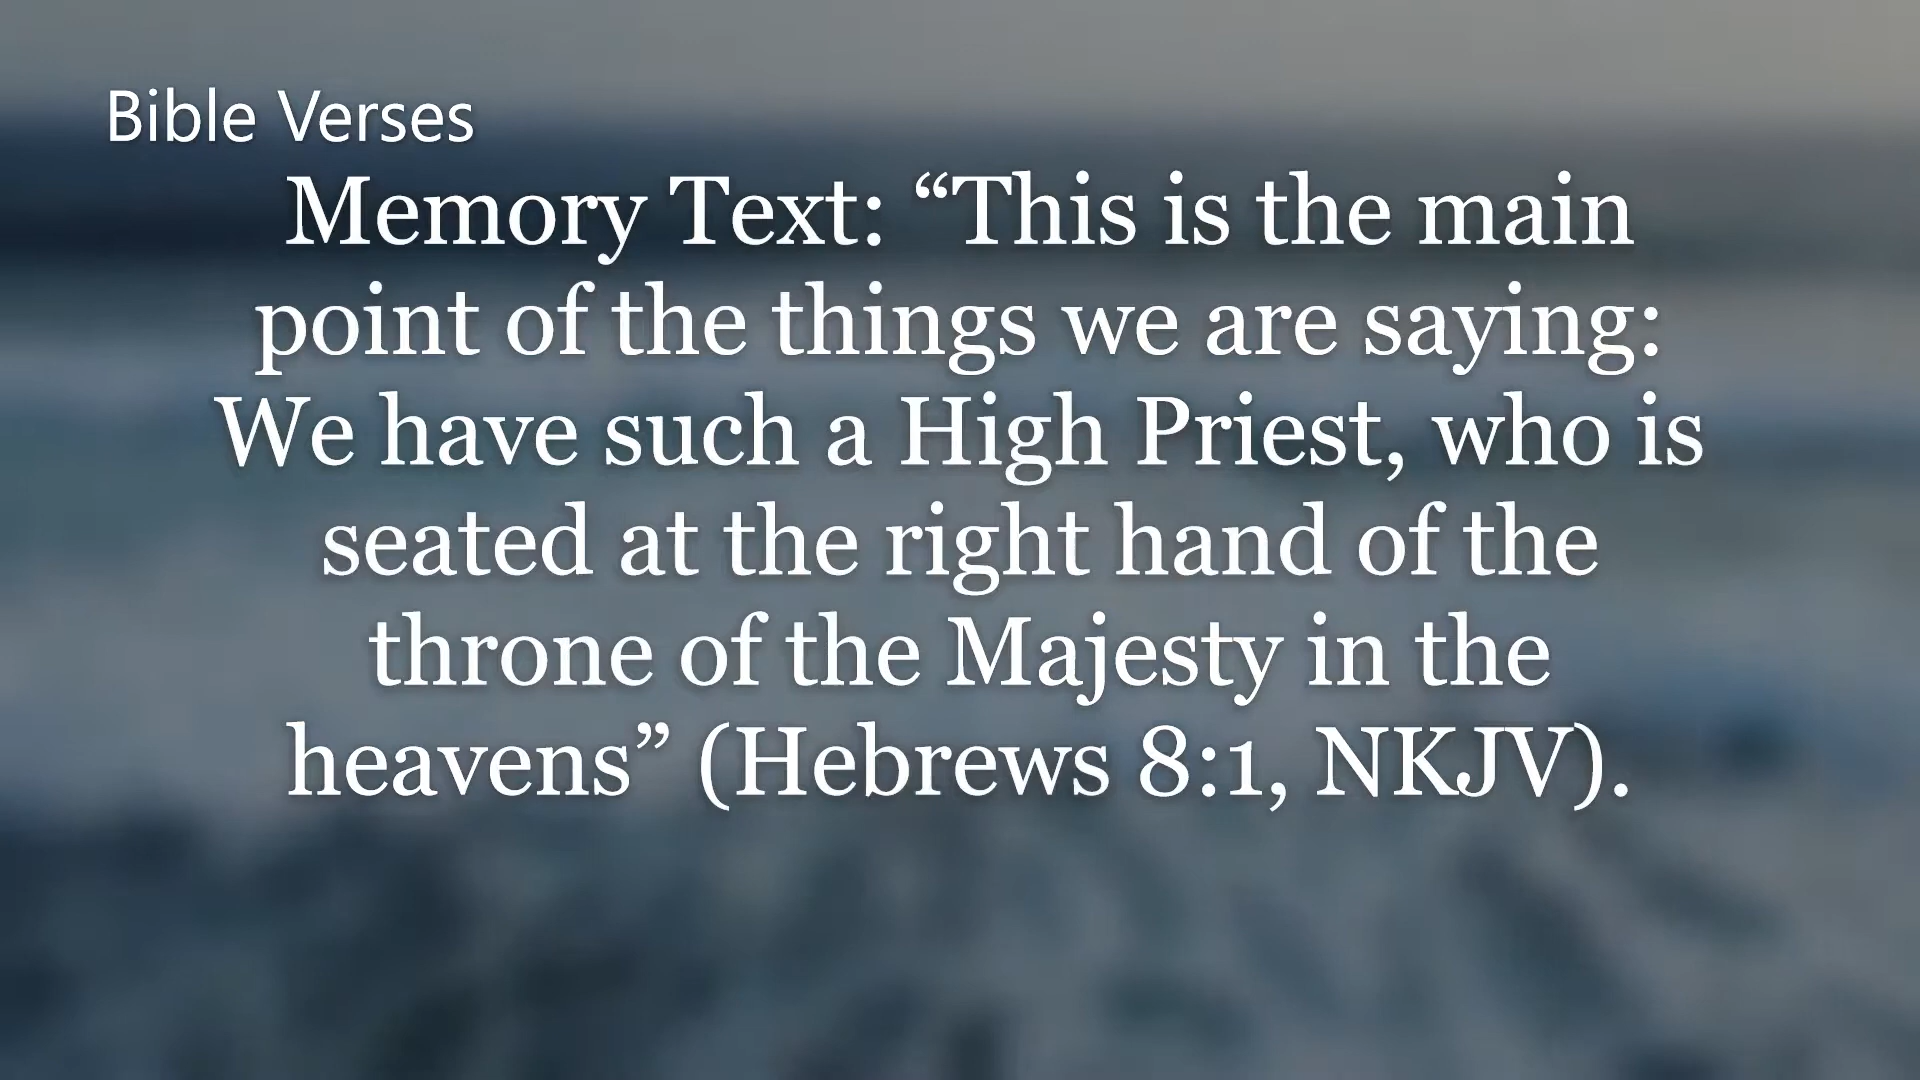 Bible Verses
Memory Text: “This is the main
point of the things we are saying:
We have such a High Priest, who is
seated at the right hand of the
throne of the Majesty in the
heavens” (Hebrews 8:1, NKJV).